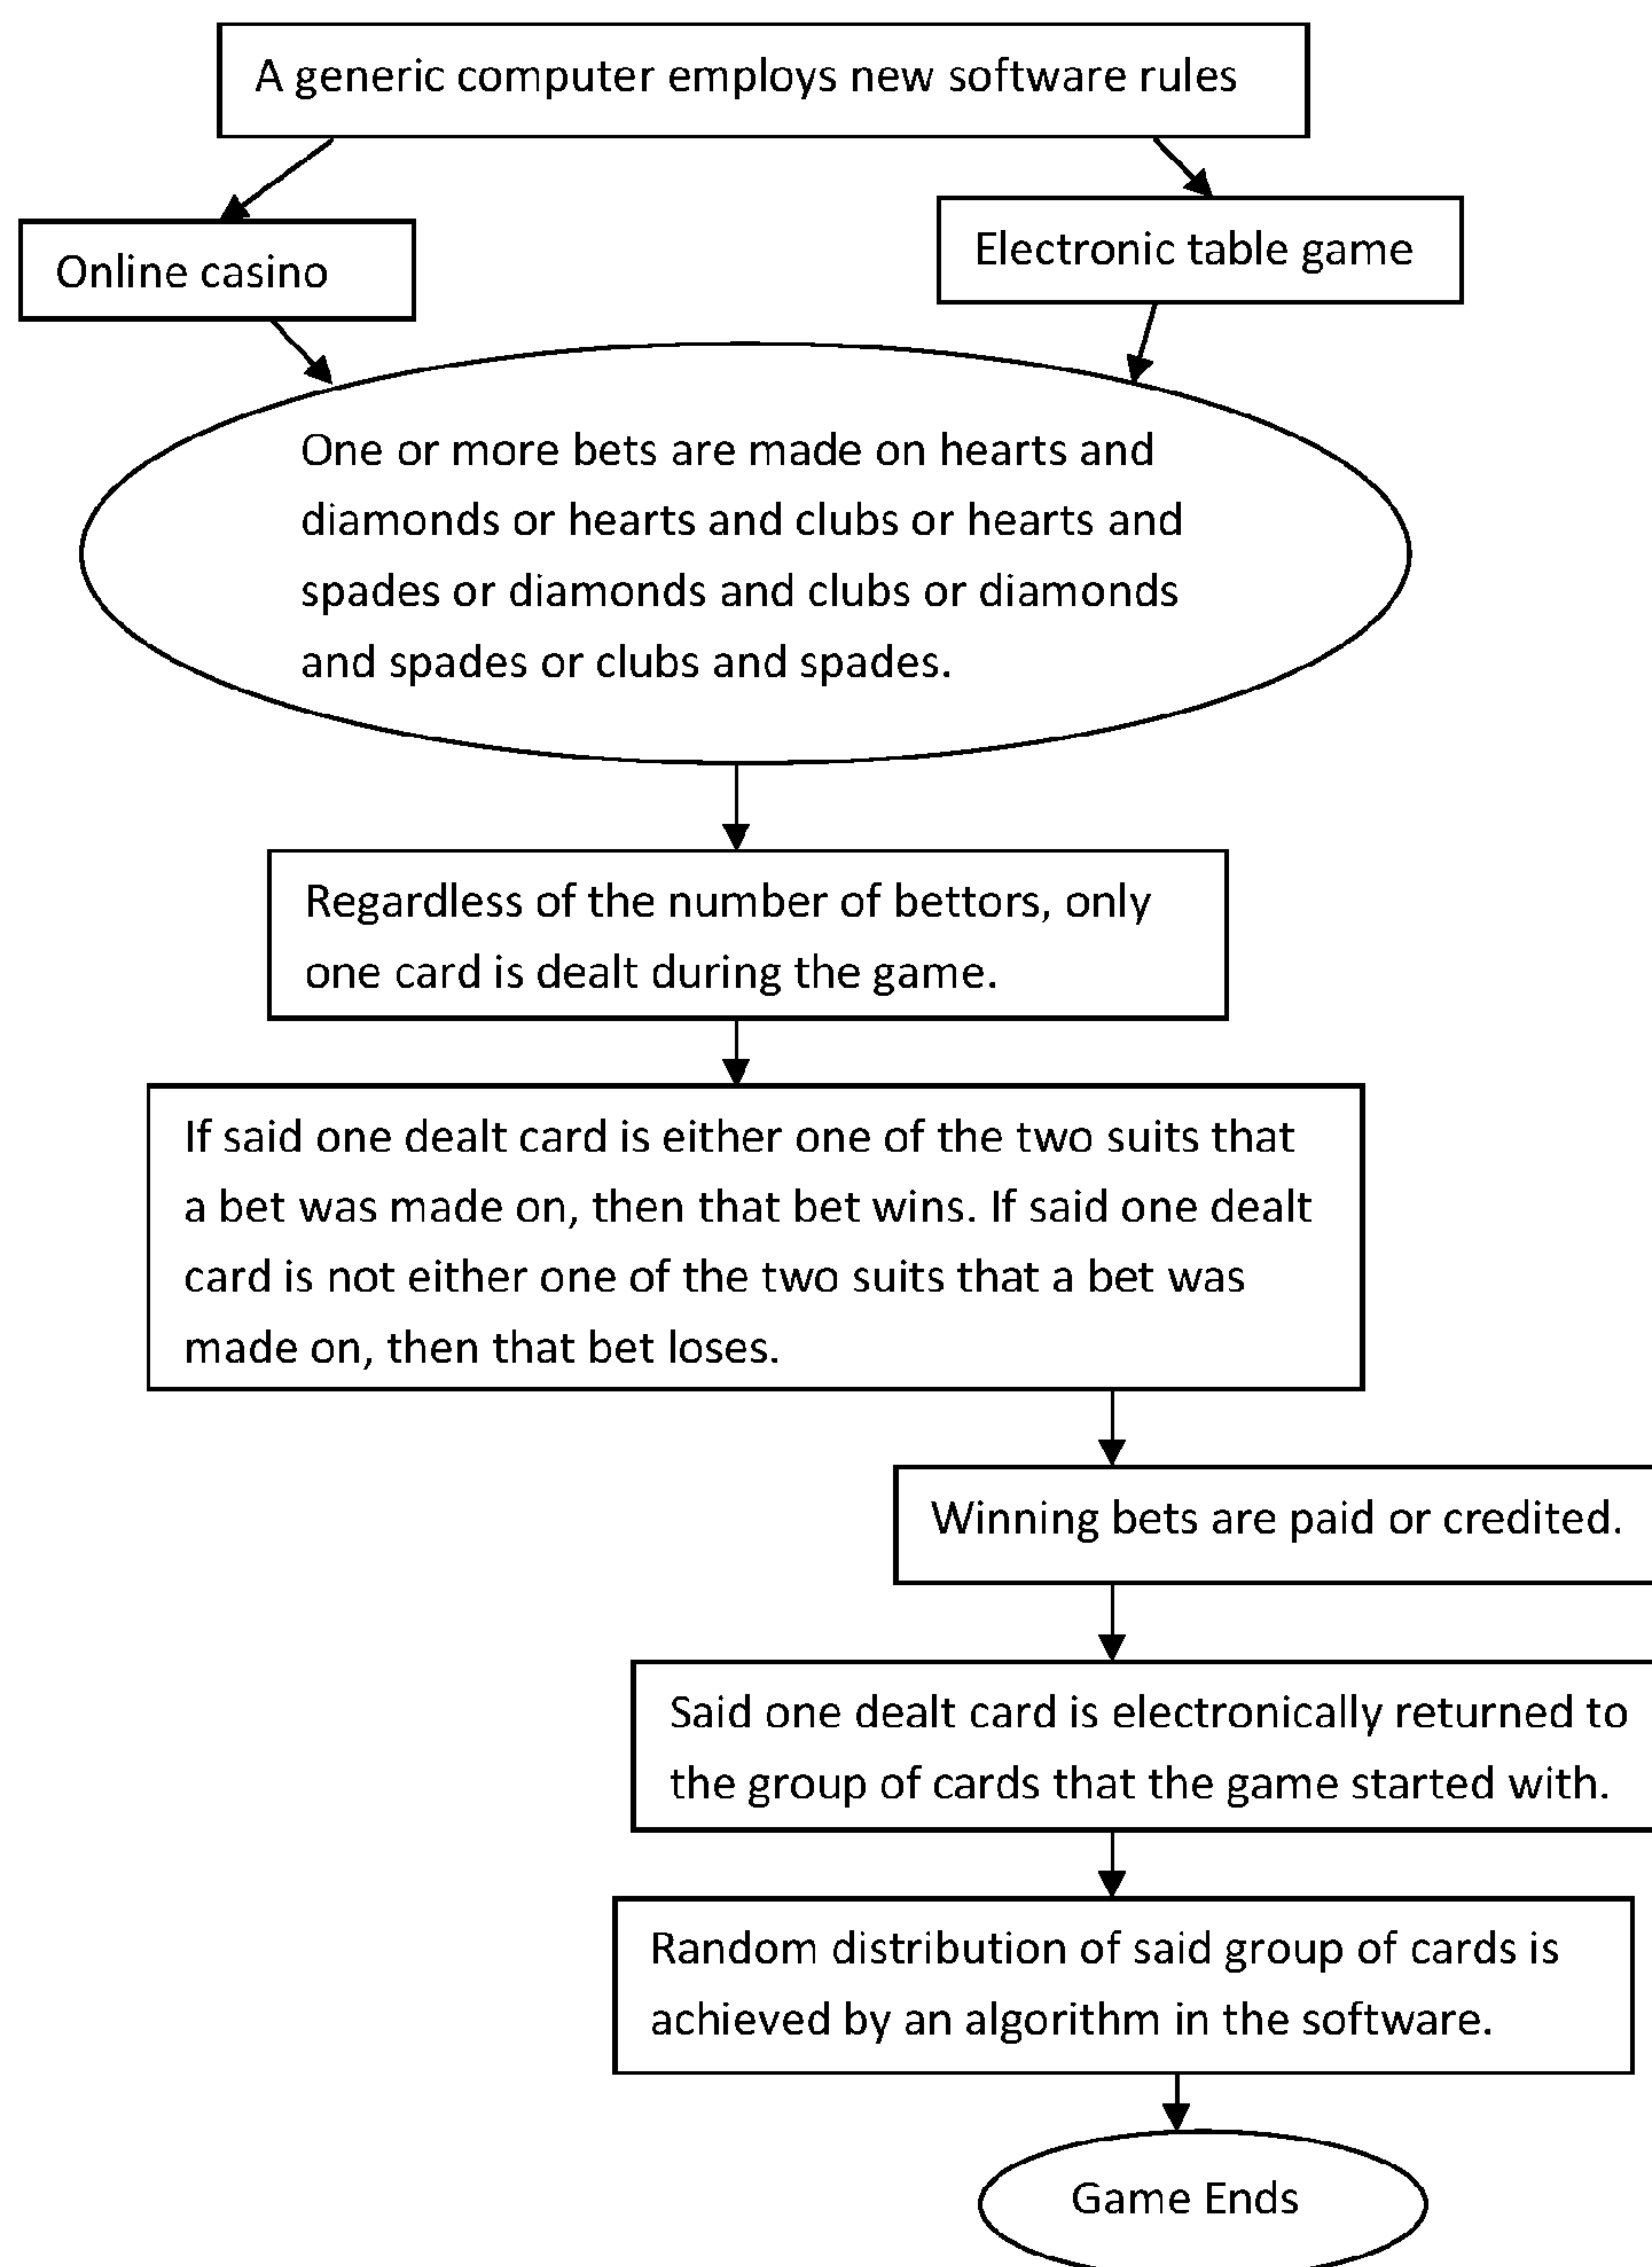 A generic computer employs new software rules
Online casino
Electronic table game
One or more bets are made on hearts and
diamonds or hearts and clubs or hearts and
spades or diamonds and clubs or diamonds
and spades or clubs and spades.
Regardless of the number of bettors, only
one card is dealt during the game.
If said one dealt card is either one of the two suits that
a bet was made on, then that bet wins. If said one dealt
card is not either one of the two suits that a bet was
made on, then that bet loses.
Winning bets are paid or credited.
Said one dealt card is electronically returned to
the group of cards that the game started with.
Random distribution of said group of cards is
achieved by an algorithm in the software.
Game Ends